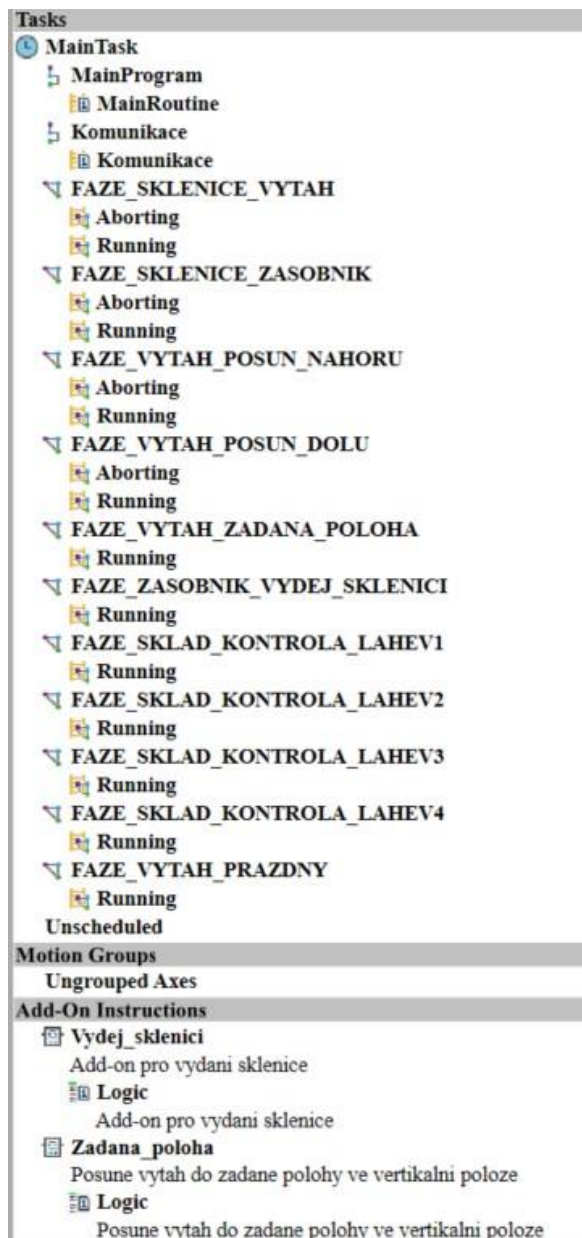 Tasks
MainTask
MainProgram
MainRoutine
Komunikace
Komunikace
FAZE_SKLENICE_VYTAH
Aborting
Running
FAZE_SKLENICE_ZASOBNIK
Aborting
Running
FAZE_VYTAH_POSUN_NAHORU
Aborting
Running
FAZE_VYTAH_POSUN_DOLU
Aborting
Running
FAZE_VYTAH_ZADANA_POLOHA
Running
FAZE_ZASOBNIK_VYDEJ_SKLENICI
Running
FAZE_SKLAD_KONTROLA_LAHEV1
Running
FAZE_SKLAD_KONTROLA_LAHEV2
Running
FAZE_SKLAD_KONTROLA_LAHEV3
Running
FAZE_SKLAD_KONTROLA_LAHEV4
Running
FAZE_VYTAH_PRAZDNY
Running
Unscheduled
Motion Groups
Ungrouped Axes
Add-On Instructions
Vydej_sklenici
Add-on pro vydani sklenice
Logic
Add-on pro vydani sklenice
Zadana_poloha
Posune vytah do zadane polohy ve vertikalni poloze
Logic
Posune vytah do zadane polohy ve vertikalni poloze